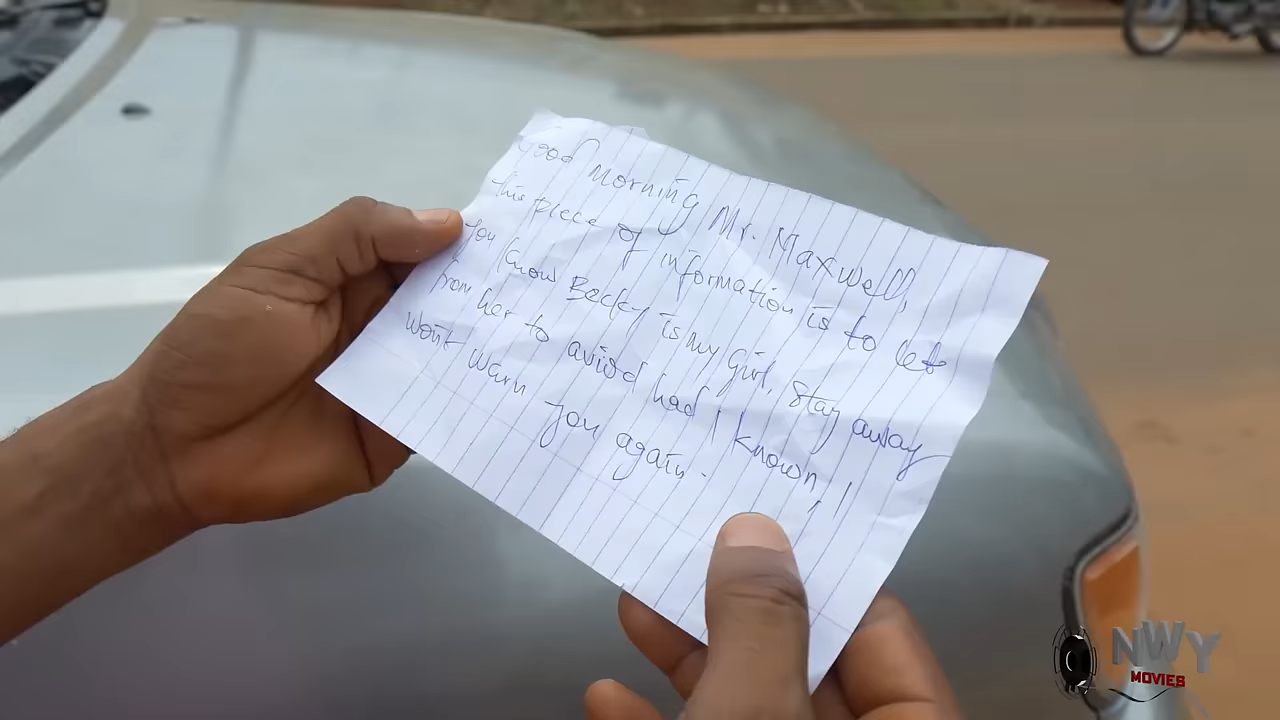 Good morning Mr. Maxwell,
this piece of information is to let
you know Becky is my girl, stay away
from her to avoid had I known, I
wont warn you again.
NWY
MOVIES